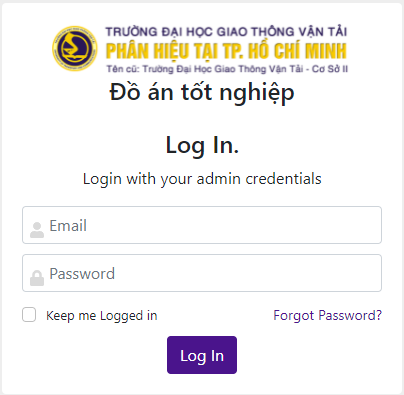 TRƯỜNG ĐẠI HỌC GIAO THÔNG VẬN TẢI
PHÂN HIỆU TẠI TP. HỒ CHÍ MINH
Tên cũ: Trường Đại Học Giao Thông Vận Tải - Cơ Sở II
Đồ án tốt nghiệp
Log In.
Login with your admin credentials
Email
Password
Keep me Logged in Forgot Password?
Log In